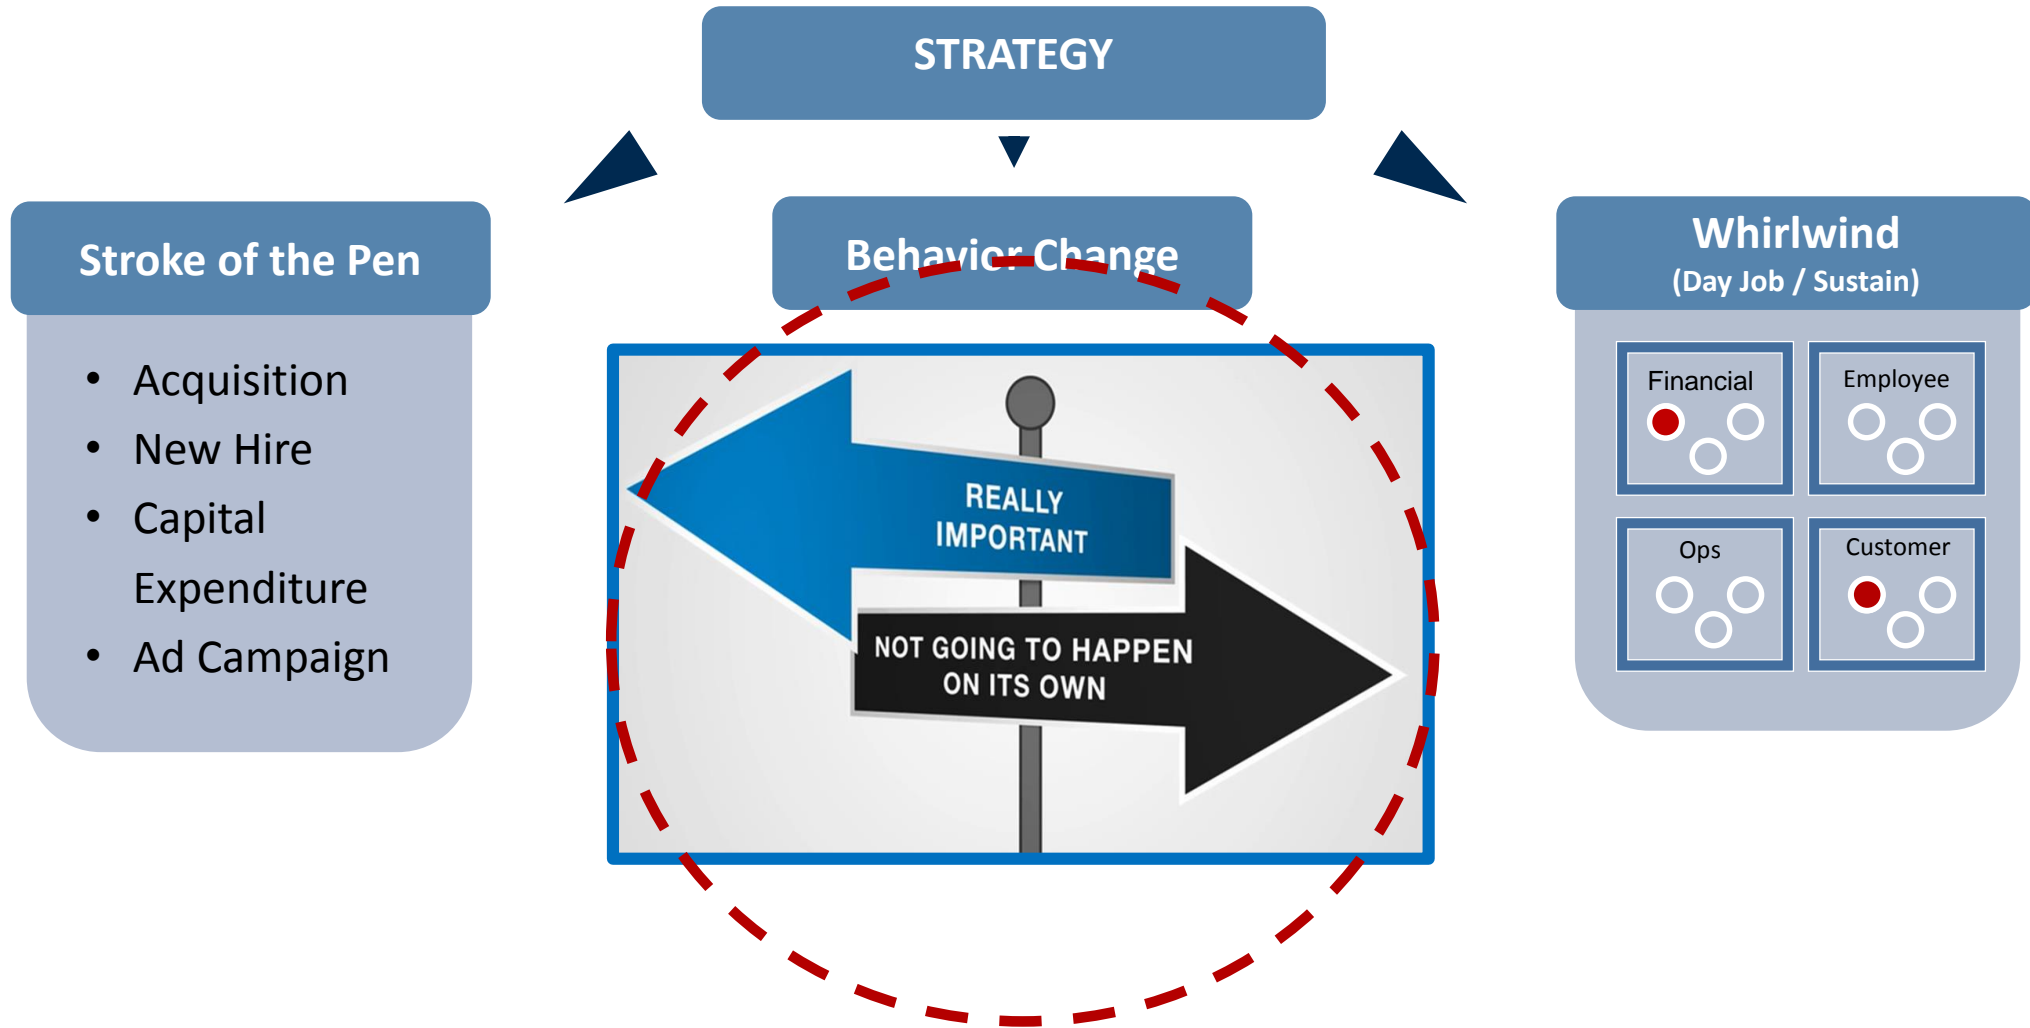 STRATEGY
Stroke of the Pen
• Acquisition
• New Hire
• Capital
Expenditure
• Ad Campaign
Behavior Change
REALLY
IMPORTANT
NOT GOING TO HAPPEN
ON ITS OWN
Whirlwind
(Day Job / Sustain)
Financial
Employee
Ops
Customer